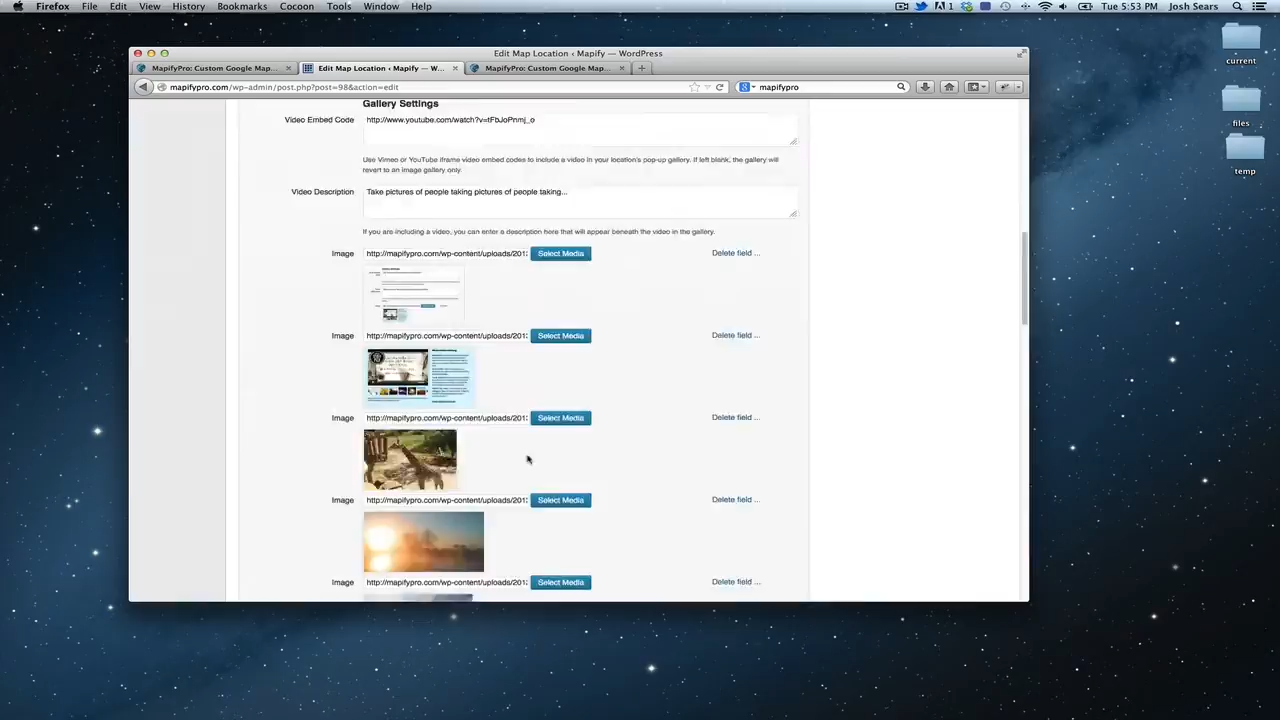 Firefox File Edit View History Bookmarks Cocoon Tools Window Help 1 Tue 5:53 PM Josh Sears
Edit Map Location ‹ Mapify — WordPress
MapifyPro: Custom Google Map... Edit Map Location ‹ Mapify — W... MapifyPro: Custom Google Map...
mapifypro.com/wp-admin/post.php?post=98&action=edit mapifypro
current
files
temp
Gallery Settings
Video Embed Code http://www.youtube.com/watch?v=tFbJoPnmj_o
Use Vimeo or YouTube iframe video embed codes to include a video in your location's pop-up gallery. If left blank, the gallery will
revert to an image gallery only.
Video Description Take pictures of people taking pictures of people taking...
If you are including a video, you can enter a description here that will appear beneath the video in the gallery.
Image http://mapifypro.com/wp-content/uploads/201 Select Media Delete field ...
Image http://mapifypro.com/wp-content/uploads/201 Select Media Delete field ...
Image http://mapifypro.com/wp-content/uploads/201 Select Media Delete field ...
Image http://mapifypro.com/wp-content/uploads/201 Select Media Delete field ...
Image http://mapifypro.com/wp-content/uploads/201 Select Media Delete field ...